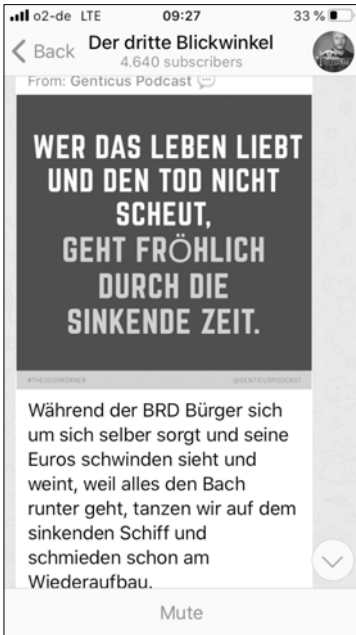 o2-de LTE 09:27 33 %
Back Der dritte Blickwinkel
4.640 subscribers
From: Genticus Podcast
WER DAS LEBEN LIEBT
UND DEN TOD NICHT
SCHEUT,
GEHT FRÖHLICH
DURCH DIE
SINKENDE ZEIT.
#THEODORKÖRNER @GENTICUSPODCAST
Während der BRD Bürger sich
um sich selber sorgt und seine
Euros schwinden sieht und
weint, weil alles den Bach
runter geht, tanzen wir auf dem
sinkenden Schiff und
schmieden schon am
Wiederaufbau.
Mute